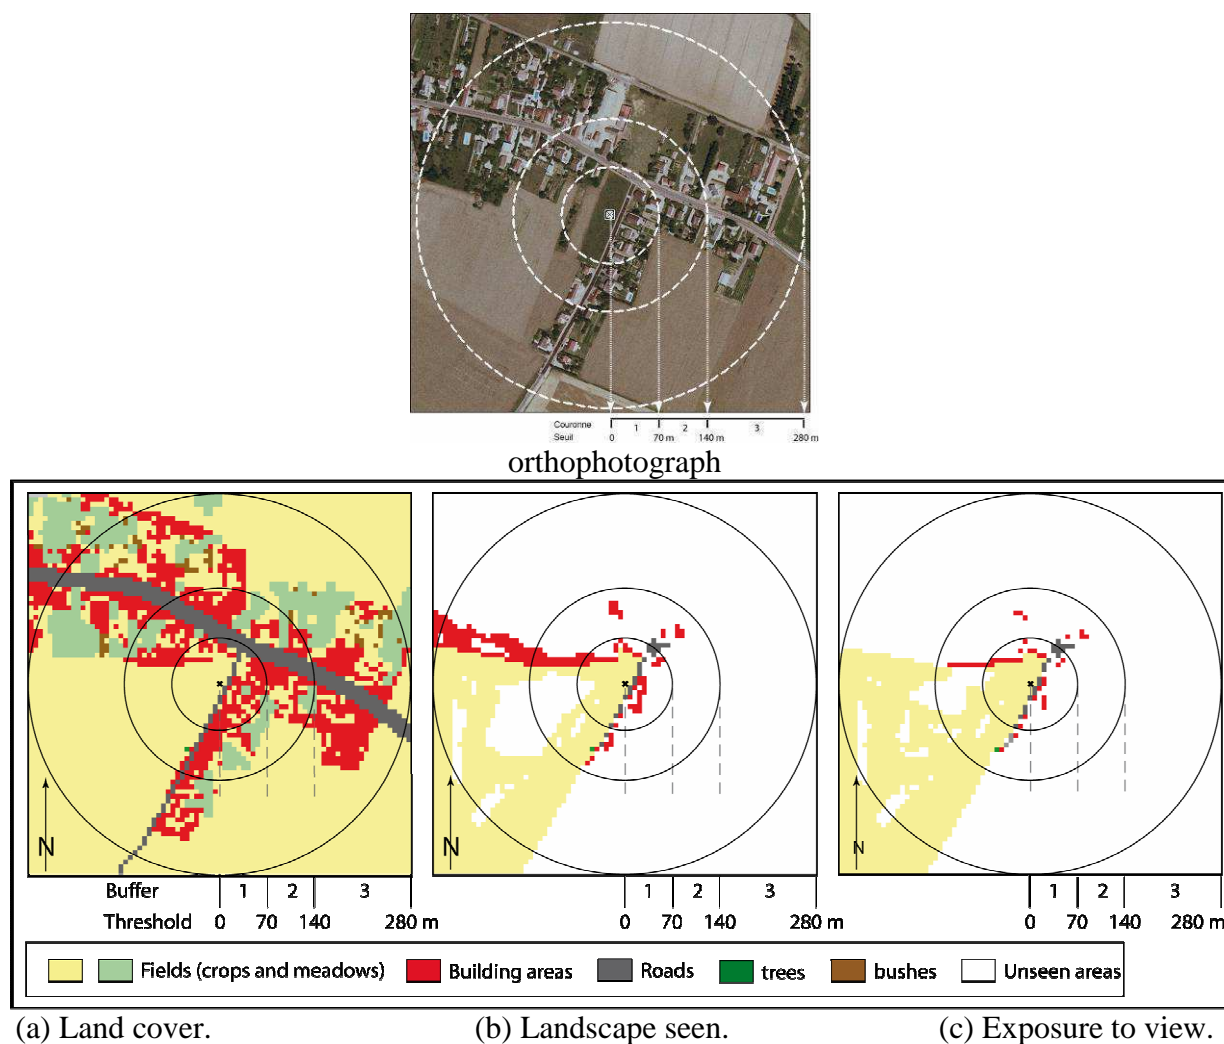 Couronne 1 2 3
Seuil 0 70 m 140 m 280 m
orthophotograph
N N N
Buffer 1 2 3 1 2 3 1 2 3
Threshold 0 70 140 280 m 0 70 140 280 m 0 70 140 280 m
Fields (crops and meadows) Building areas Roads trees bushes Unseen areas
(a) Land cover. (b) Landscape seen. (c) Exposure to view.